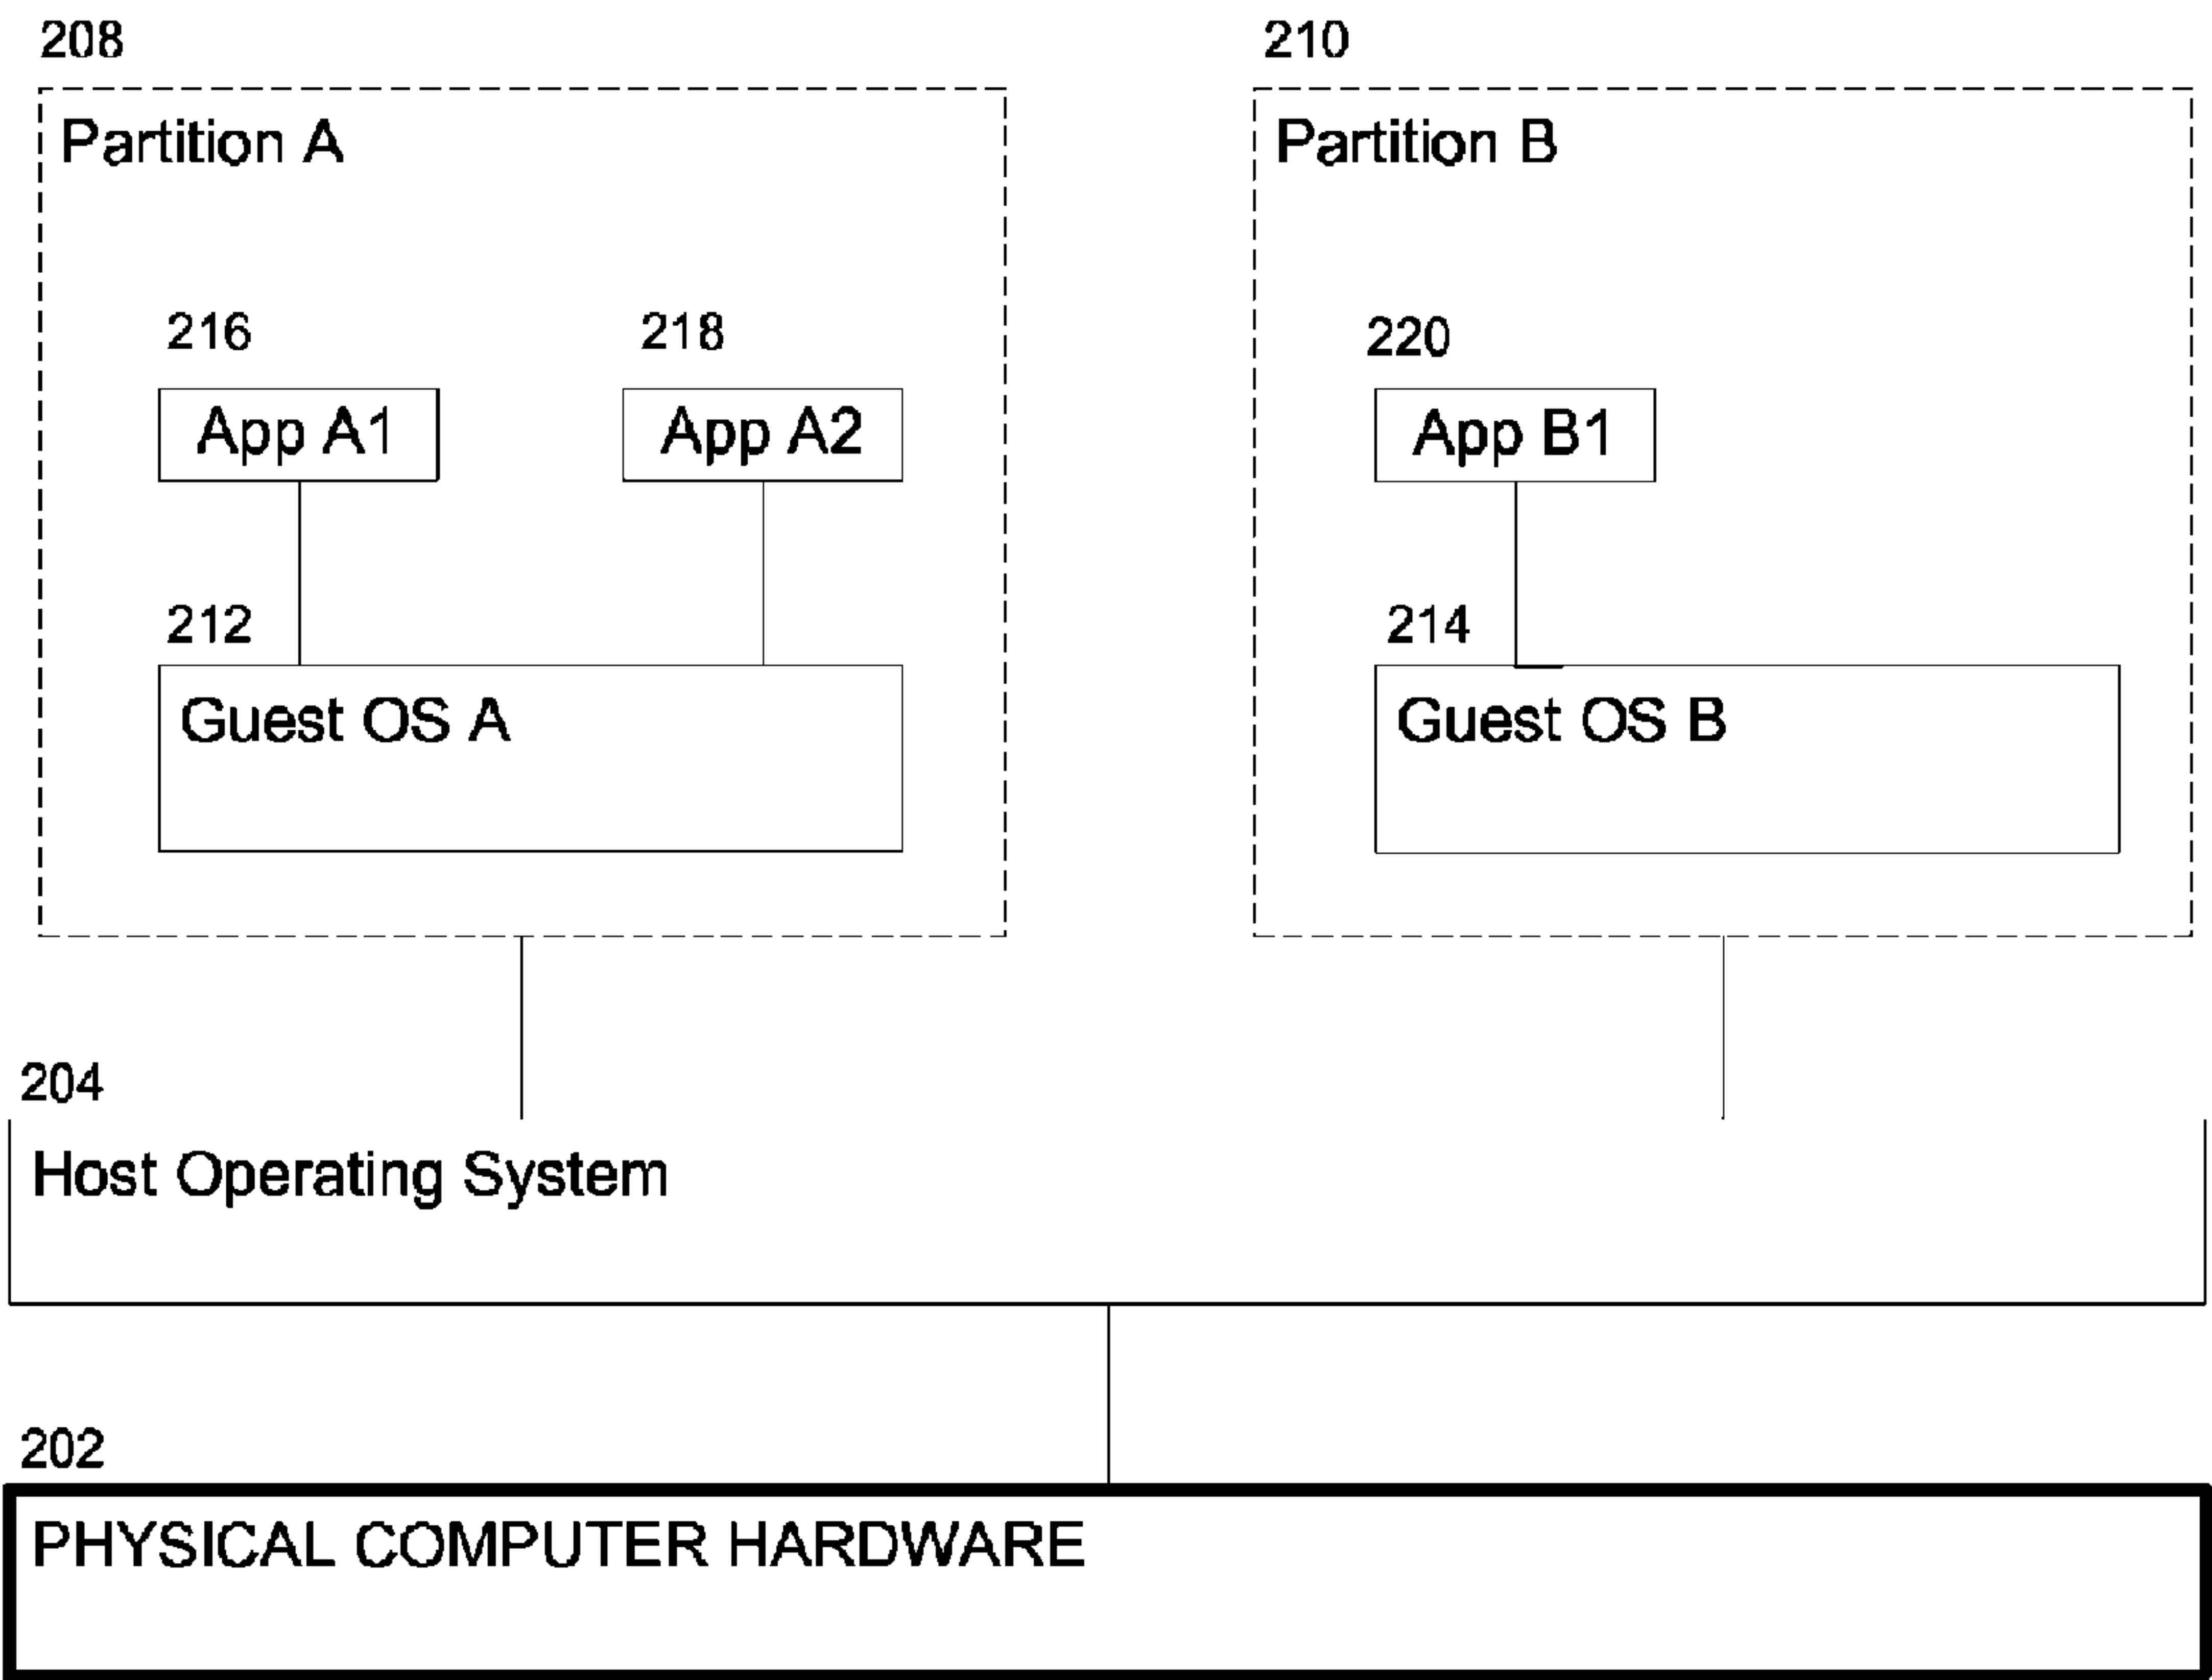 208
210
Partition A
Partition B
216
218
220
App A1
App A2
App B1
212
214
Guest OS A
Guest OS B
204
Host Operating System
202
PHYSICAL COMPUTER HARDWARE